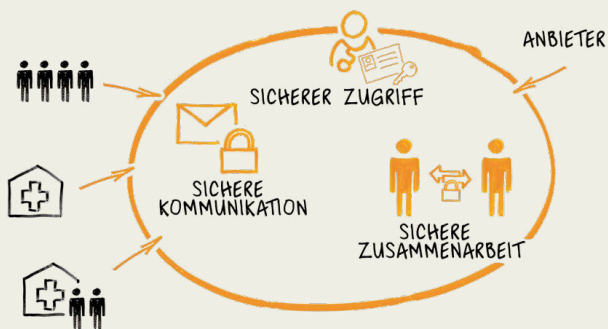 ANBIETER
SICHERER ZUGRIFF
SICHERE
KOMMUNIKATION
SICHERE
ZUSAMMENARBEIT